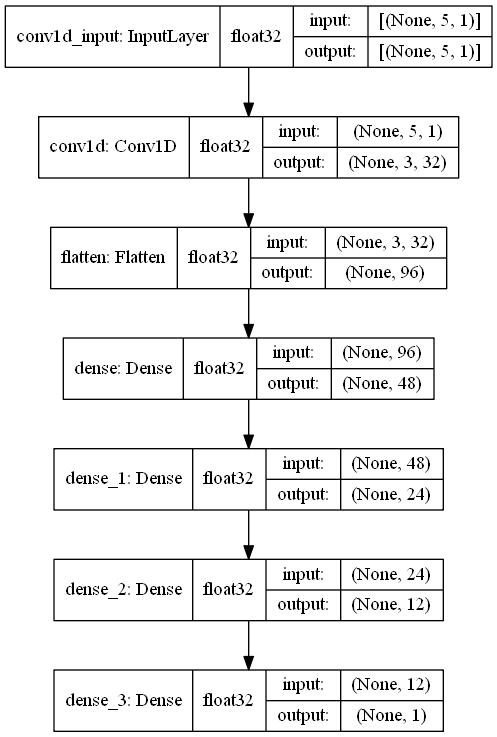 conv1d_input: InputLayer float32 input: [(None, 5, 1)]
output: [(None, 5, 1)]
conv1d: Conv1D float32 input: (None, 5, 1)
output: (None, 3, 32)
flatten: Flatten float32 input: (None, 3, 32)
output: (None, 96)
dense: Dense float32 input: (None, 96)
output: (None, 48)
dense_1: Dense float32 input: (None, 48)
output: (None, 24)
dense_2: Dense float32 input: (None, 24)
output: (None, 12)
dense_3: Dense float32 input: (None, 12)
output: (None, 1)